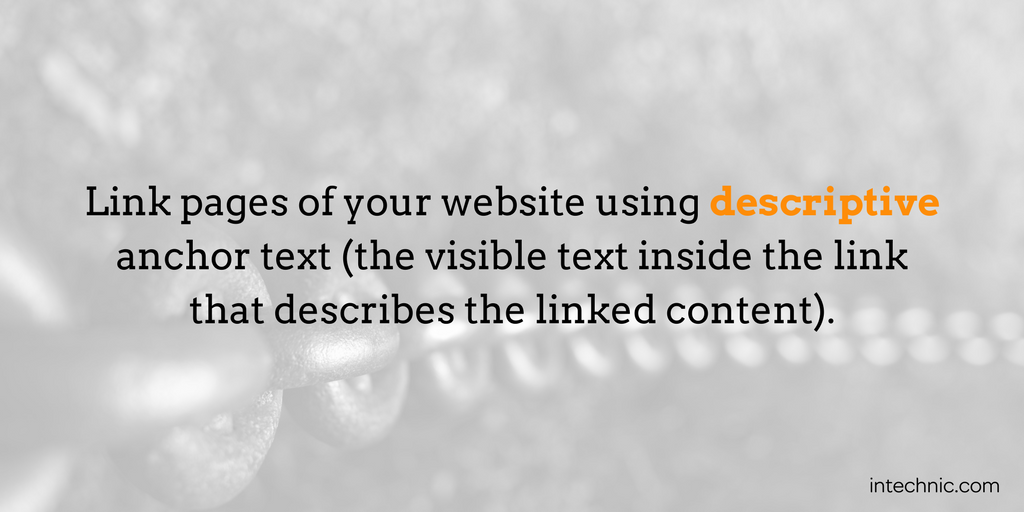 Link pages of your website using descriptive
anchor text (the visible text inside the link
that describes the linked content).
intechnic.com